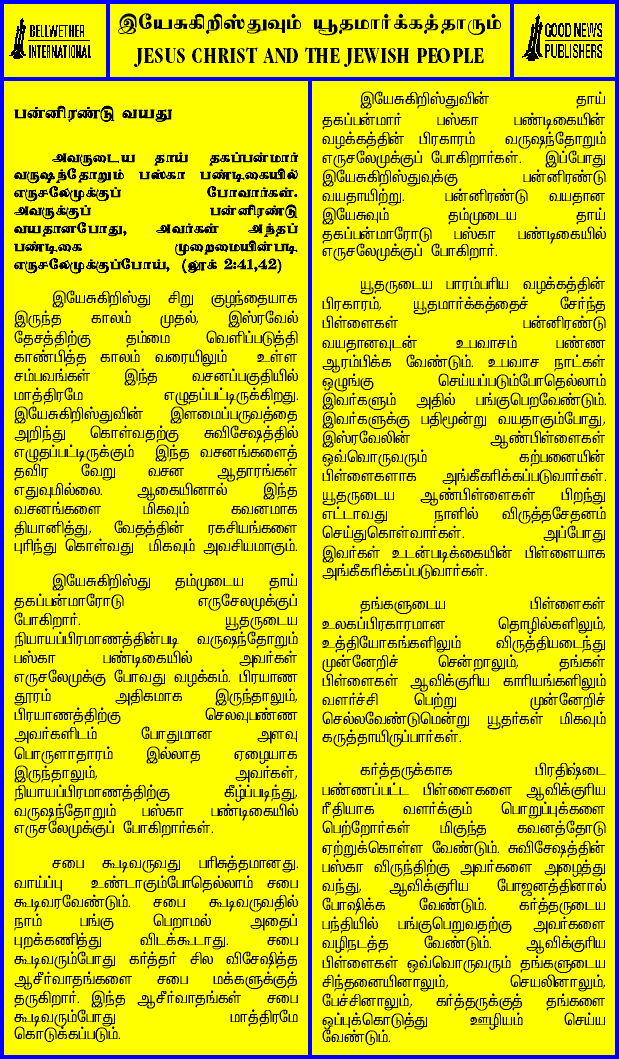 BELLWETHER
INTERNATIONAL
இயேசுகிறிஸ்துவும் யூதமார்க்கத்தாரும்
JESUS CHRIST AND THE JEWISH PEOPLE
GOOD NEWS
PUBLISHERS
பன்னிரண்டு வயது
அவருடைய தாய் தகப்பன்மார்
வருஷந்தோறும் பஸ்கா பண்டிகையில்
எருசலேமுக்குப் போவார்கள்.
அவருக்குப் பன்னிரண்டு
வயதானபோது, அவர்கள் அந்தப்
பண்டிகை முறைமையின்படி
எருசலேமுக்குப்போய், (லூக் 2:41,42)
இயேசுகிறிஸ்து சிறு குழந்தையாக
இருந்த காலம் முதல், இஸ்ரவேல்
தேசத்திற்கு தம்மை வெளிப்படுத்தி
காண்பித்த காலம் வரையிலும் உள்ள
சம்பவங்கள் இந்த வசனப்பகுதியில்
மாத்திரமே எழுதப்பட்டிருக்கிறது.
இயேசுகிறிஸ்துவின் இளமைப்பருவத்தை
அறிந்து கொள்வதற்கு சுவிசேஷத்தில்
எழுதப்பட்டிருக்கும் இந்த வசனங்களைத்
தவிர வேறு வசன ஆதாரங்கள்
எதுவுமில்லை. ஆகையினால் இந்த
வசனங்களை மிகவும் கவனமாக
தியானித்து, வேதத்தின் ரகசியங்களை
புரிந்து கொள்வது மிகவும் அவசியமாகும்.
இயேசுகிறிஸ்து தம்முடைய தாய்
தகப்பன்மாரோடு எருசேலமுக்குப்
போகிறார். யூதருடைய
நியாயப்பிரமாணத்தின்படி வருஷந்தோறும்
பஸ்கா பண்டிகையில் அவர்கள்
எருசலேமுக்கு போவது வழக்கம். பிரயாண
தூரம் அதிகமாக இருந்தாலும்,
பிரயாணத்திற்கு செலவுபண்ண
அவர்களிடம் போதுமான அளவு
பொருளாதாரம் இல்லாத ஏழையாக
இருந்தாலும், அவர்கள்,
நியாயப்பிரமாணத்திற்கு கீழ்ப்படிந்து,
வருஷந்தோறும் பஸ்கா பண்டிகையில்
எருசலேமுக்குப் போகிறார்கள்.
சபை கூடிவருவது பரிசுத்தமானது.
வாய்ப்பு உண்டாகும்போதெல்லாம் சபை
கூடிவரவேண்டும். சபை கூடிவருவதில்
நாம் பங்கு பெறாமல் அதைப்
புறக்கணித்து விடக்கூடாது. சபை
கூடிவரும்போது கர்த்தர் சில விசேஷித்த
ஆசீர்வாதங்களை சபை மக்களுக்குத்
தருகிறார். இந்த ஆசீர்வாதங்கள் சபை
கூடிவரும்போது மாத்திரமே
கொடுக்கப்படும்.
இயேசுகிறிஸ்துவின் தாய்
தகப்பன்மார் பஸ்கா பண்டிகையின்
வழக்கத்தின் பிரகாரம் வருஷந்தோறும்
எருசலேமுக்குப் போகிறார்கள். இப்போது
இயேசுகிறிஸ்துவுக்கு பன்னிரண்டு
வயதாயிற்று. பன்னிரண்டு வயதான
இயேசுவும் தம்முடைய தாய்
தகப்பன்மாரோடு பஸ்கா பண்டிகையில்
எருசலேமுக்குப் போகிறார்.
யூதருடைய பாரம்பரிய வழக்கத்தின்
பிரகாரம், யூதமார்க்கத்தைச் சேர்ந்த
பிள்ளைகள் பன்னிரண்டு
வயதானவுடன் உபவாசம் பண்ண
ஆரம்பிக்க வேண்டும். உபவாச நாட்கள்
ஒழுங்கு செய்யப்படும்போதெல்லாம்
இவர்களும் அதில் பங்குபெறவேண்டும்.
இவர்களுக்கு பதிமூன்று வயதாகும்போது,
இஸ்ரவேலின் ஆண்பிள்ளைகள்
ஒவ்வொருவரும் கற்பனையின்
பிள்ளைகளாக அங்கீகரிக்கப்படுவார்கள்.
யூதருடைய ஆண்பிள்ளைகள் பிறந்து
எட்டாவது நாளில் விருத்தசேதனம்
செய்துகொள்வார்கள். அப்போது
இவர்கள் உடன்படிக்கையின் பிள்ளையாக
அங்கீகரிக்கப்படுவார்கள்.
தங்களுடைய பிள்ளைகள்
உலகப்பிரகாரமான தொழில்களிலும்,
உத்தியோகங்களிலும் விருத்தியடைந்து
முன்னேறிச் சென்றாலும், தங்கள்
பிள்ளைகள் ஆவிக்குரிய காரியங்களிலும்
வளர்ச்சி பெற்று முன்னேறிச்
செல்லவேண்டுமென்று யூதர்கள் மிகவும்
கருத்தாயிருப்பார்கள்.
கர்த்தருக்காக பிரதிஷ்டை
பண்ணப்பட்ட பிள்ளைகளை ஆவிக்குரிய
ரீதியாக வளர்க்கும் பொறுப்புக்களை
பெற்றோர்கள் மிகுந்த கவனத்தோடு
ஏற்றுக்கொள்ள வேண்டும். சுவிசேஷத்தின்
பஸ்கா விருந்திற்கு அவர்களை அழைத்து
வந்து, ஆவிக்குரிய போஜனத்தினால்
போஷிக்க வேண்டும். கர்த்தருடைய
பந்தியில் பங்குபெறுவதற்கு அவர்களை
வழிநடத்த வேண்டும். ஆவிக்குரிய
பிள்ளைகள் ஒவ்வொருவரும் தங்களுடைய
சிந்தனையினாலும், செயலினாலும்,
பேச்சினாலும், கர்த்தருக்குத் தங்களை
ஒப்புக்கொடுத்து ஊழியம் செய்ய
வேண்டும்.